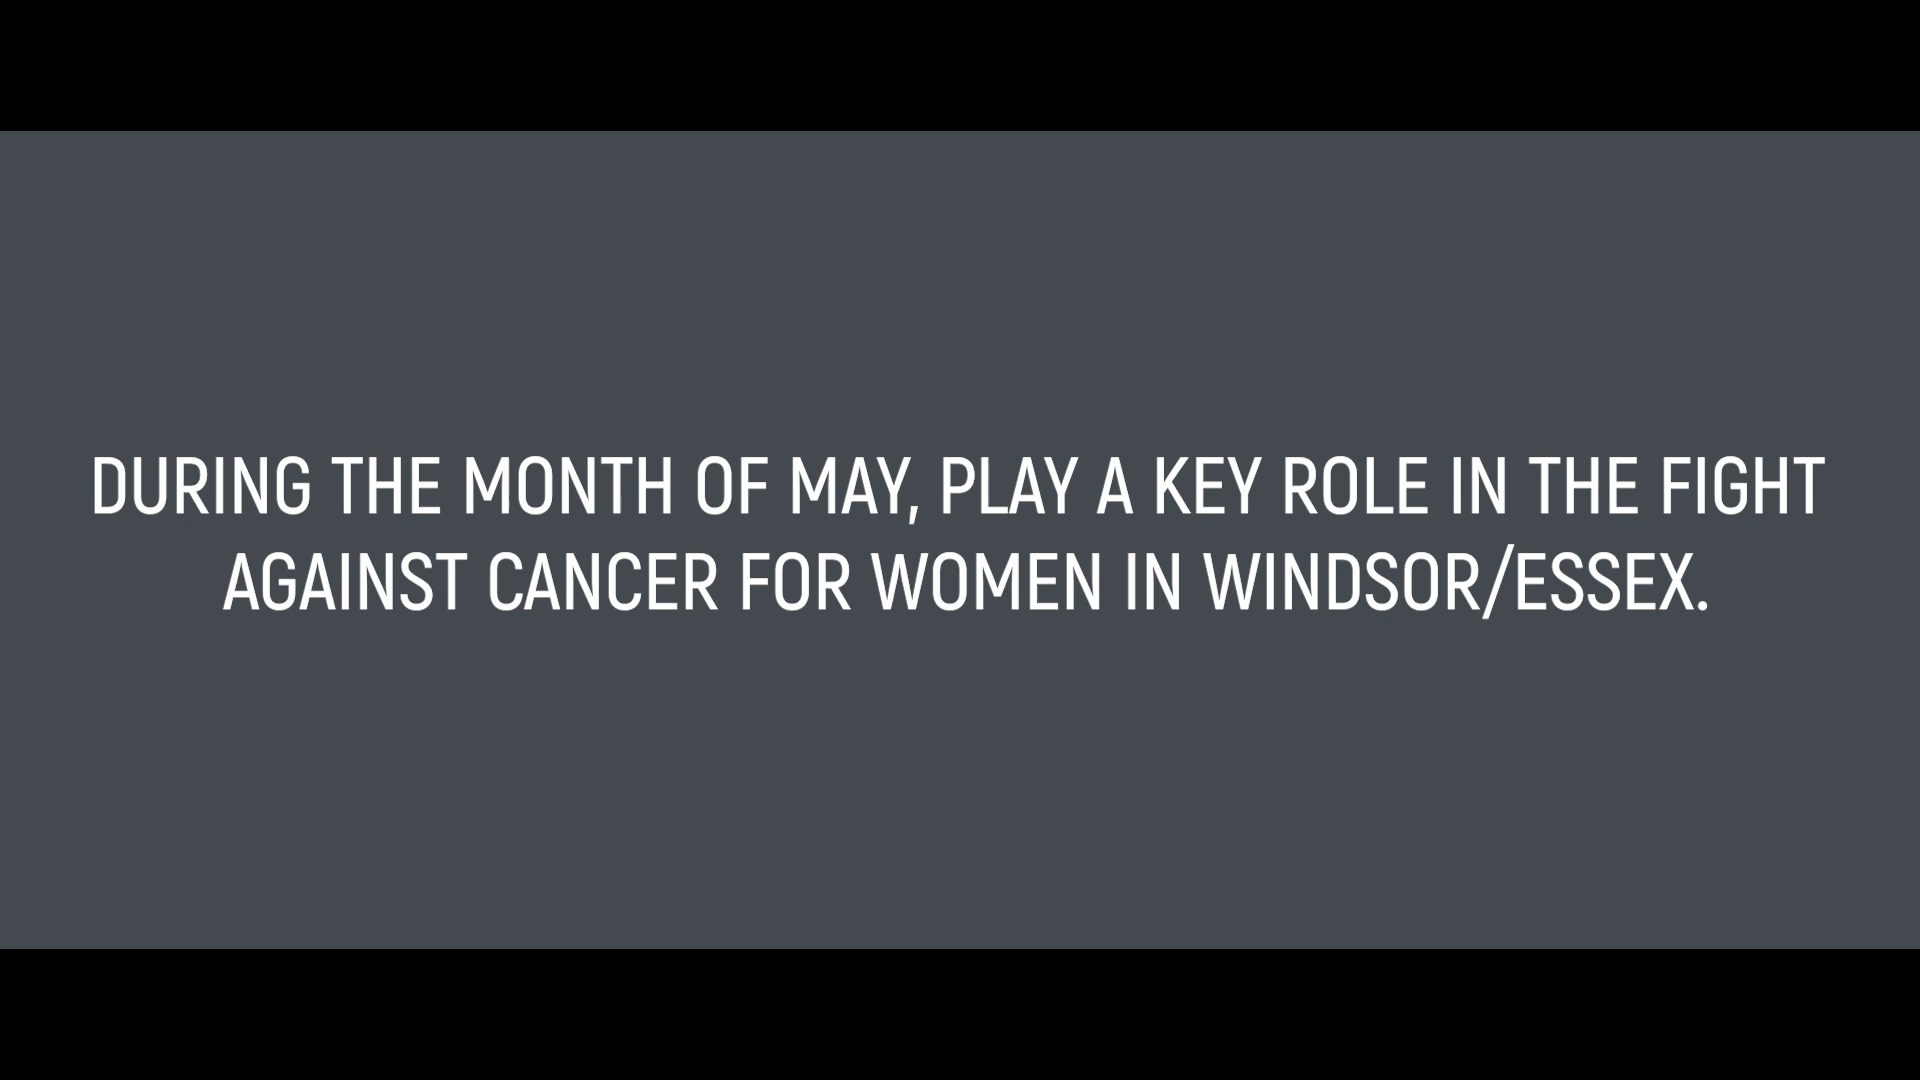 DURING THE MONTH OF MAY, PLAY A KEY ROLE IN THE FIGHT
AGAINST CANCER FOR WOMEN IN WINDSOR/ESSEX.